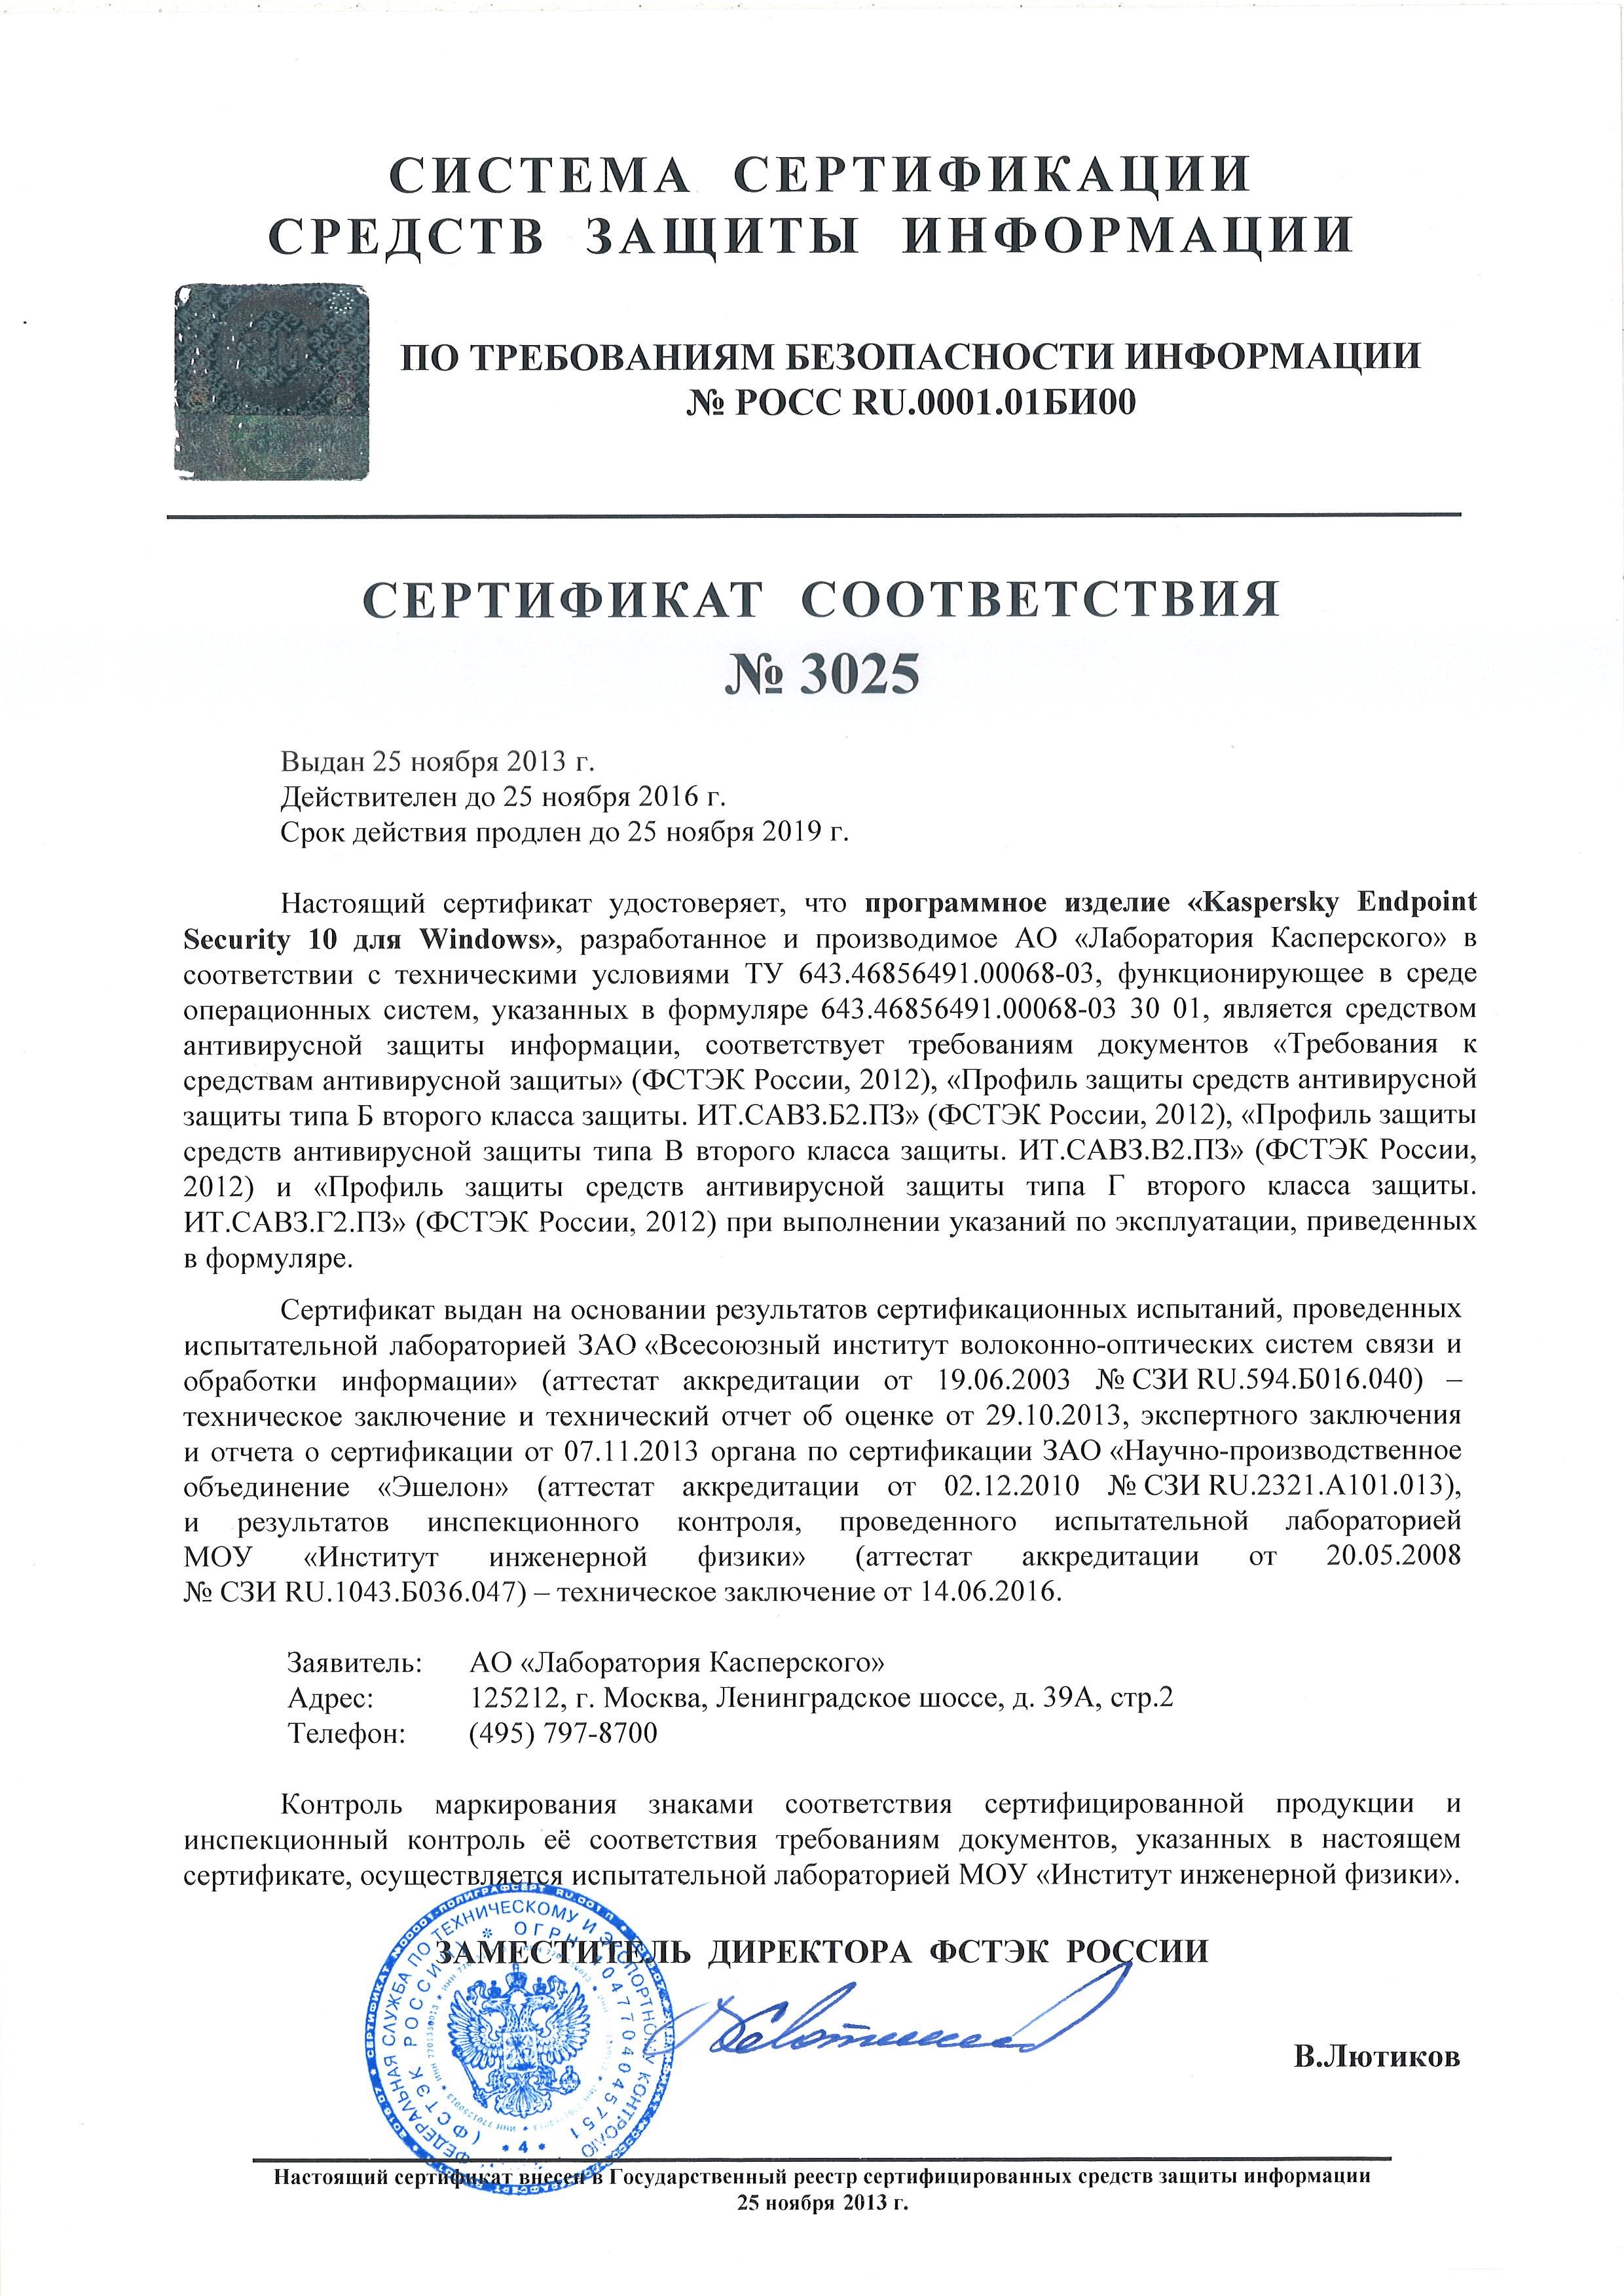 СИСТЕМА СЕРТИФИКАЦИИ
СРЕДСТВ ЗАЩИТЫ ИНФОРМАЦИИ
ПО ТРЕБОВАНИЯМ БЕЗОПАСНОСТИ ИНФОРМАЦИИ
№ РОСС RU.0001.01БИ00
СЕРТИФИКАТ СООТВЕТСТВИЯ
№ 3025
Выдан 25 ноября 2013 г.
Действителен до 25 ноября 2016 г.
Срок действия продлен до 25 ноября 2019 г.
Настоящий сертификат удостоверяет, что программное изделие «Kaspersky Endpoint
Security 10 для Windows», разработанное и производимое АО «Лаборатория Касперского» в
соответствии с техническими условиями ТУ 643.46856491.00068-03, функционирующее в среде
операционных систем, указанных в формуляре 643.46856491.00068-03 30 01, является средством
антивирусной защиты информации, соответствует требованиям документов «Требования к
средствам антивирусной защиты» (ФСТЭК России, 2012), «Профиль защиты средств антивирусной
защиты типа Б второго класса защиты. ИТ.САВЗ.Б2.ПЗ» (ФСТЭК России, 2012), «Профиль защиты
средств антивирусной защиты типа В второго класса защиты. ИТ.САВЗ.В2.ПЗ» (ФСТЭК России,
2012) и «Профиль защиты средств антивирусной защиты типа Г второго класса защиты.
ИТ.САВЗ.Г2.ПЗ» (ФСТЭК России, 2012) при выполнении указаний по эксплуатации, приведенных
в формуляре.
Сертификат выдан на основании результатов сертификационных испытаний, проведенных
испытательной лабораторией ЗАО «Всесоюзный институт волоконно-оптических систем связи и
обработки информации» (аттестат аккредитации от 19.06.2003 № СЗИ RU.594.Б016.040) –
техническое заключение и технический отчет об оценке от 29.10.2013, экспертного заключения
и отчета о сертификации от 07.11.2013 органа по сертификации ЗАО «Научно-производственное
объединение «Эшелон» (аттестат аккредитации от 02.12.2010 № СЗИ RU.2321.А101.013),
и результатов инспекционного контроля, проведенного испытательной лабораторией
МОУ «Институт инженерной физики» (аттестат аккредитации от 20.05.2008
№ СЗИ RU.1043.Б036.047) – техническое заключение от 14.06.2016.
Заявитель: АО «Лаборатория Касперского»
Адрес: 125212, г. Москва, Ленинградское шоссе, д. 39А, стр.2
Телефон: (495) 797-8700
Контроль маркирования знаками соответствия сертифицированной продукции и
инспекционный контроль её соответствия требованиям документов, указанных в настоящем
сертификате, осуществляется испытательной лабораторией МОУ «Институт инженерной физики».
ЗАМЕСТИТЕЛЬ ДИРЕКТОРА ФСТЭК РОССИИ
В.Лютиков
ФЕДЕРАЛЬНАЯ СЛУЖБА ПО ТЕХНИЧЕСКОМУ И ЭКСПОРТНОМУ КОНТРОЛЮ
(ФСТЭК РОССИИ) * ОГРН 1047704045751
* 4 *
Настоящий сертификат внесен в Государственный реестр сертифицированных средств защиты информации
25 ноября 2013 г.